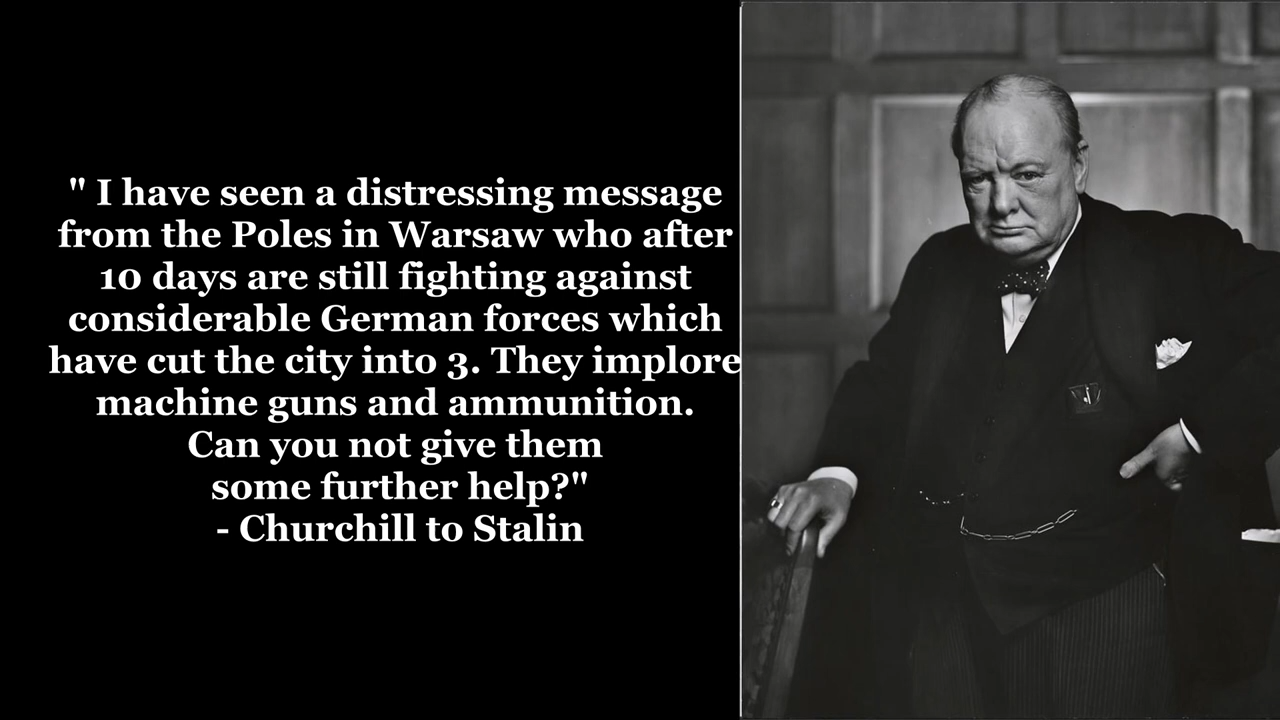 " I have seen a distressing message
from the Poles in Warsaw who after
10 days are still fighting against
considerable German forces which
have cut the city into 3. They implore
machine guns and ammunition.
Can you not give them
some further help?"
- Churchill to Stalin